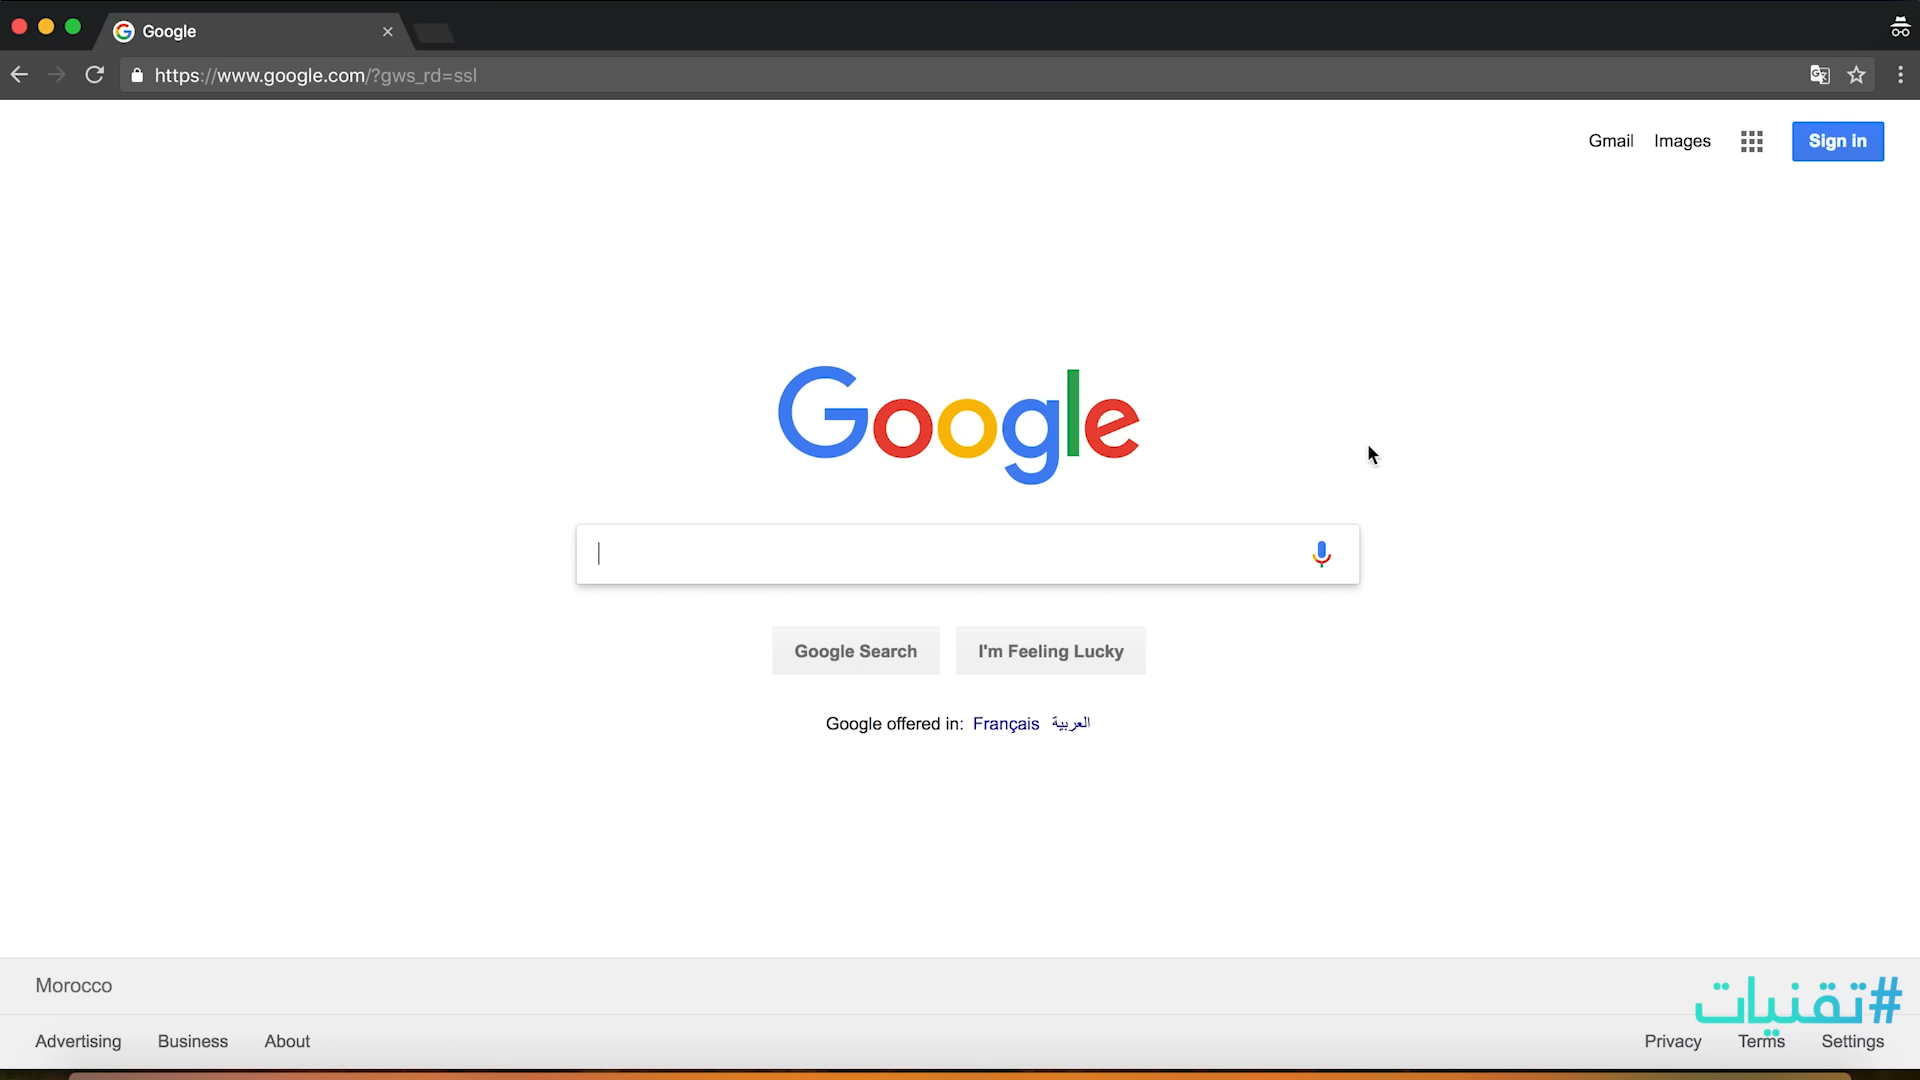 Google
https://www.google.com/?gws_rd=ssl
Gmail Images Sign in
Google
Google Search I'm Feeling Lucky
Google offered in: Français العربية
Morocco
#تقنيات
Advertising Business About Privacy Terms Settings